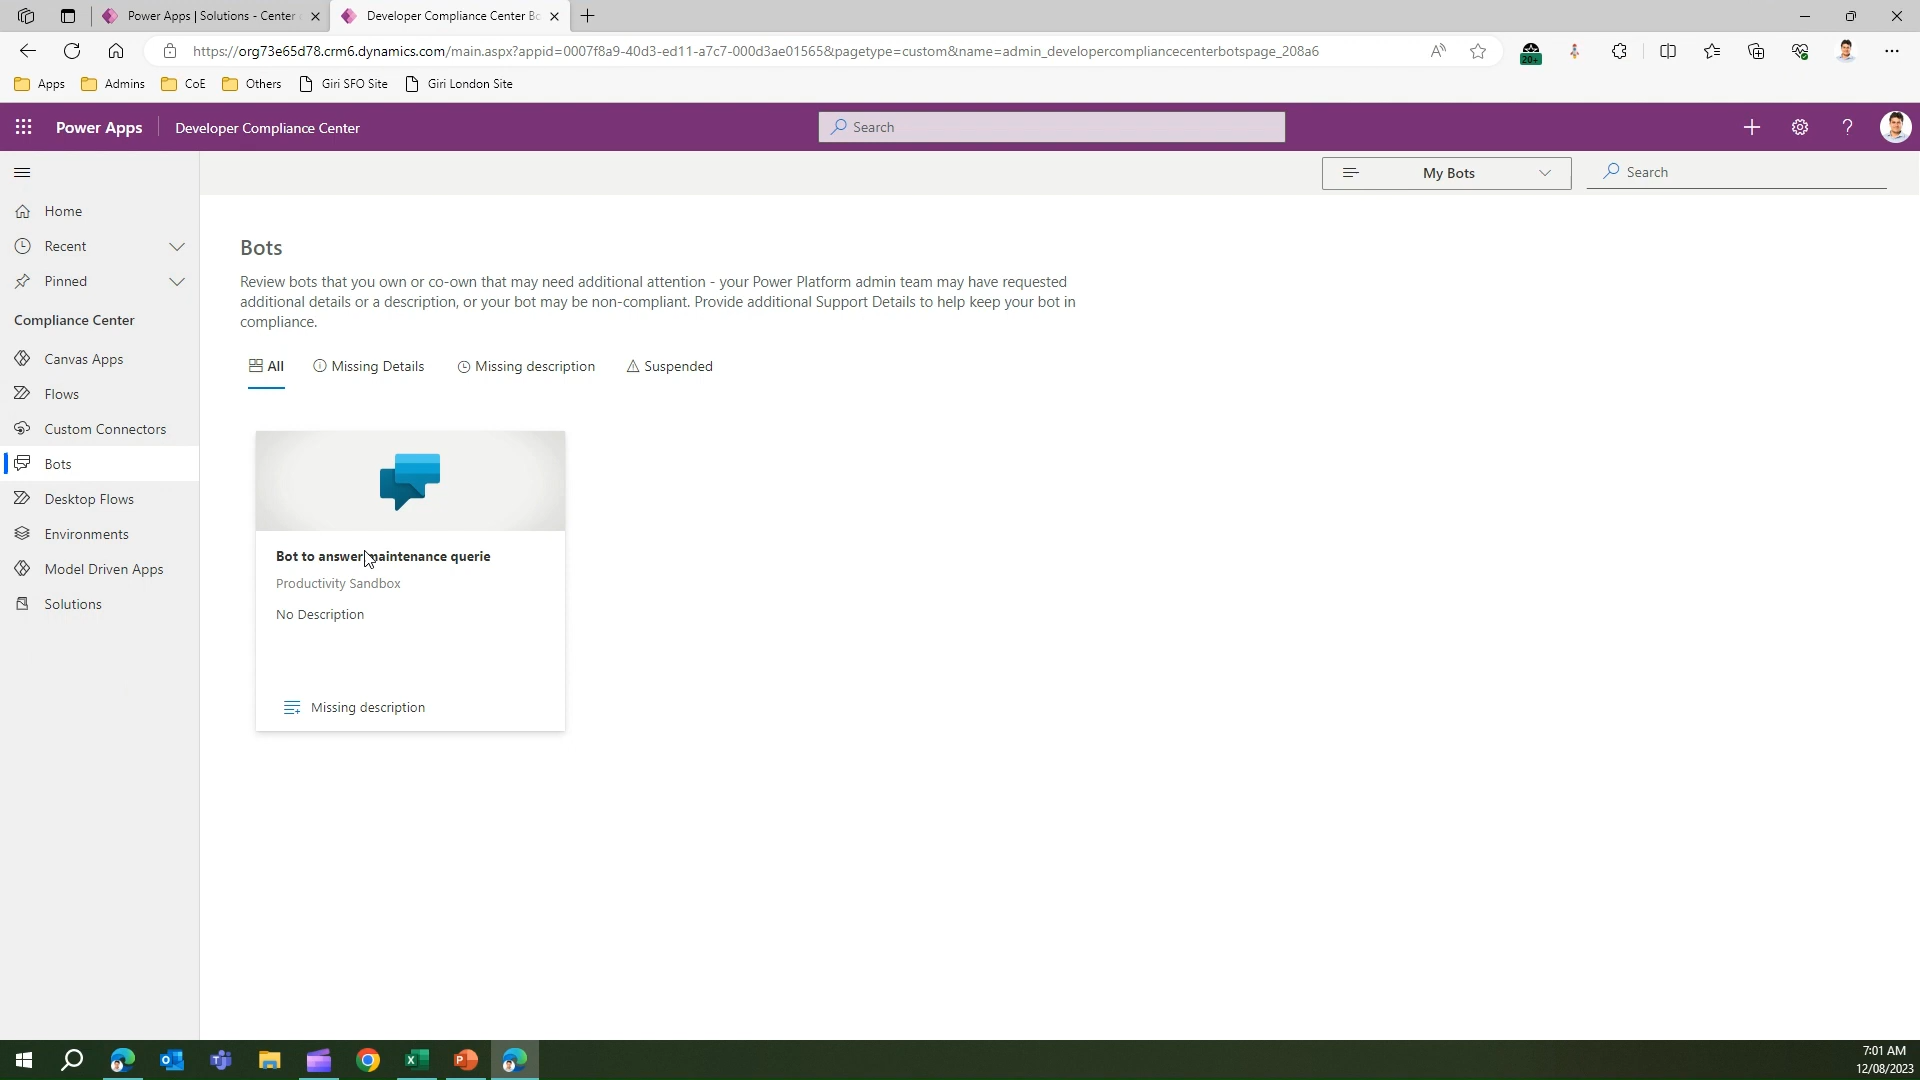 Power Apps | Solutions - Center
Developer Compliance Center Bo
https://org73e65d78.crm6.dynamics.com/main.aspx?appid=0007f8a9-40d3-ed11-a7c7-000d3ae01565&pagetype=custom&name=admin_developercompliancecenterbotspage_208a6
20+
Apps
Admins
CoE
Others
Giri SFO Site
Giri London Site
Power Apps
Developer Compliance Center
Search
My Bots
Search
Home
Recent
Pinned
Compliance Center
Canvas Apps
Flows
Custom Connectors
Bots
Desktop Flows
Environments
Model Driven Apps
Solutions
Bots
Review bots that you own or co-own that may need additional attention - your Power Platform admin team may have requested
additional details or a description, or your bot may be non-compliant. Provide additional Support Details to help keep your bot in
compliance.
All
Missing Details
Missing description
Suspended
Bot to answer maintenance querie
Productivity Sandbox
No Description
Missing description
7:01 AM
12/08/2023